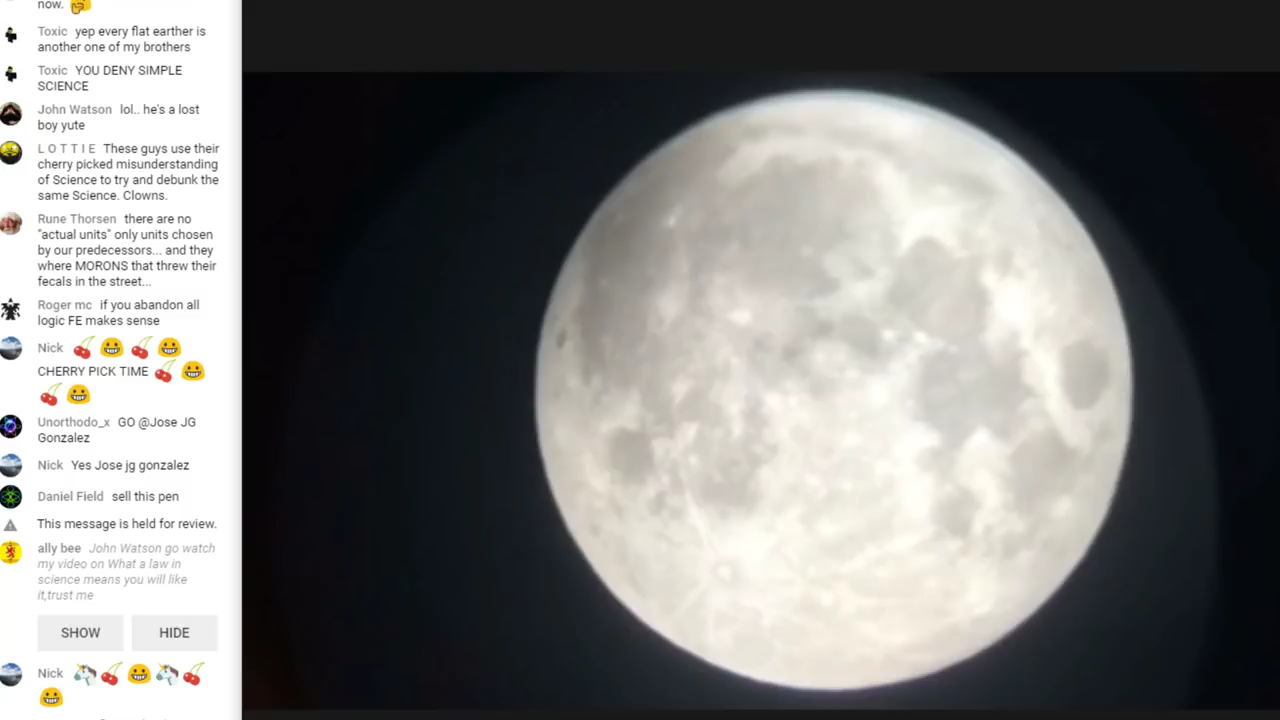 now.
Toxic yep every flat earther is
another one of my brothers
Toxic YOU DENY SIMPLE
SCIENCE
John Watson lol.. he's a lost
boy yute
L O T T I E These guys use their
cherry picked misunderstanding
of Science to try and debunk the
same Science. Clowns.
Rune Thorsen there are no
"actual units" only units chosen
by our predecessors... and they
where MORONS that threw their
fecals in the street...
Roger mc if you abandon all
logic FE makes sense
Nick
CHERRY PICK TIME
Unorthodo_x GO @Jose JG
Gonzalez
Nick Yes Jose jg gonzalez
Daniel Field sell this pen
This message is held for review.
ally bee John Watson go watch
my video on What a law in
science means you will like
it,trust me
SHOW HIDE
Nick